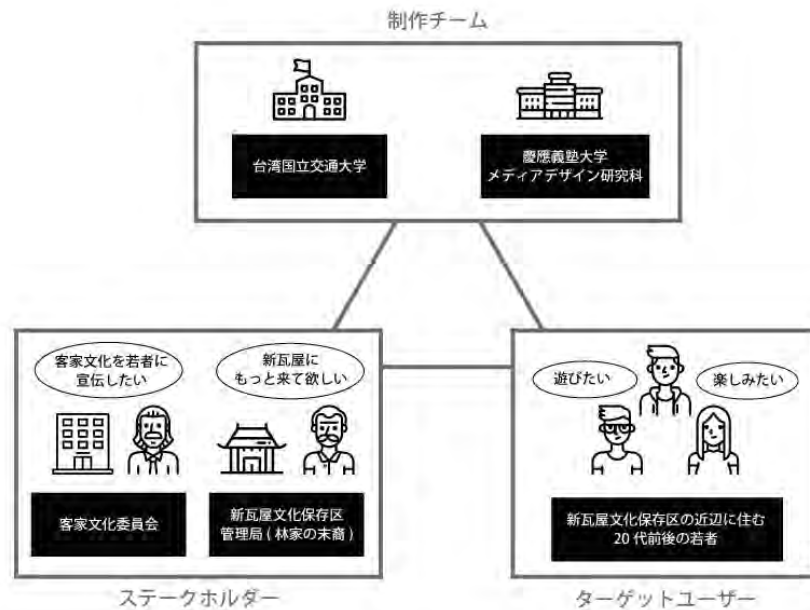 制作チーム
台湾国立交通大学
慶應義塾大学
メディアデザイン研究科
客家文化を若者に
宣伝したい
新瓦屋に
もっと来て欲しい
客家文化委員会
新瓦屋文化保存区
管理局(林家の末裔)
ステークホルダー
遊びたい
楽しみたい
新瓦屋文化保存区の近辺に住む
20代前後の若者
ターゲットユーザー